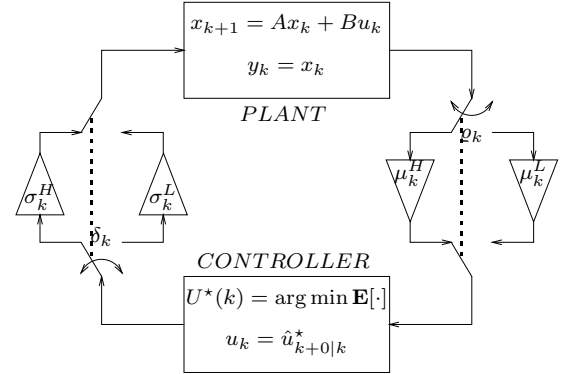 x_{k+1} = Ax_k + Bu_k
y_k = x_k
PLANT
ϱ_k
σ_k^H
σ_k^L
μ_k^H
μ_k^L
δ_k
CONTROLLER
U^⋆(k) = arg min E[·]
u_k = û^⋆_{k+0|k}